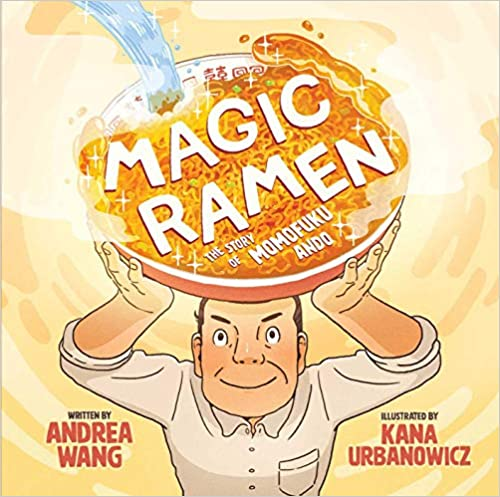 MAGIC
RAMEN
THE STORY
OF MOMOFUKU
ANDO
WRITTEN BY
ANDREA
WANG
ILLUSTRATED BY
KANA
URBANOWICZ